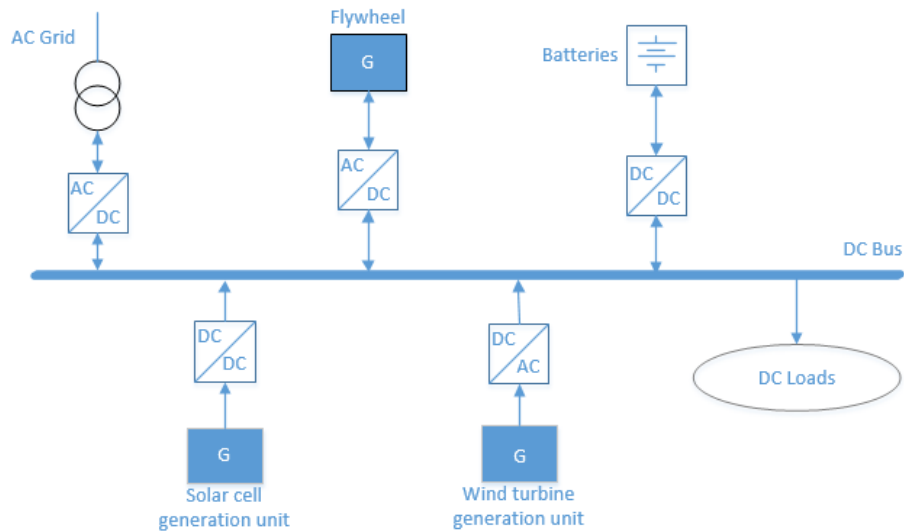 Flywheel
AC Grid
G
Batteries
AC
DC
AC
DC
DC
DC
DC Bus
DC
DC
DC
AC
DC Loads
G
G
Solar cell
generation unit
Wind turbine
generation unit